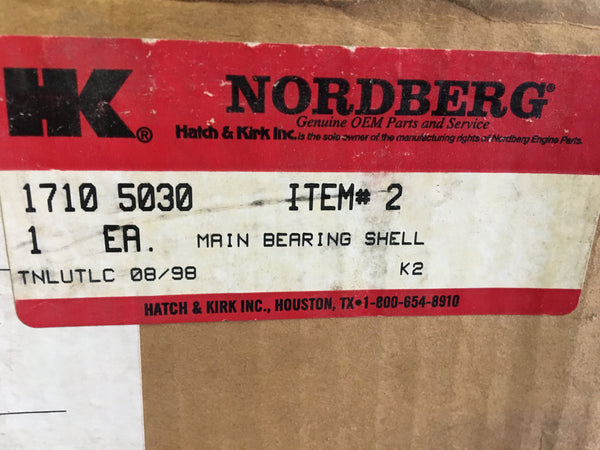 HK® NORDBERG®
Genuine OEM Parts and Service
Hatch & Kirk Inc. is the sole owner of the manufacturing rights of Nordberg Engine Parts.
1710 5030 ITEM# 2
1 EA. MAIN BEARING SHELL
TNLUTLC 08/98 K2
HATCH & KIRK INC., HOUSTON, TX•1-800-654-8910